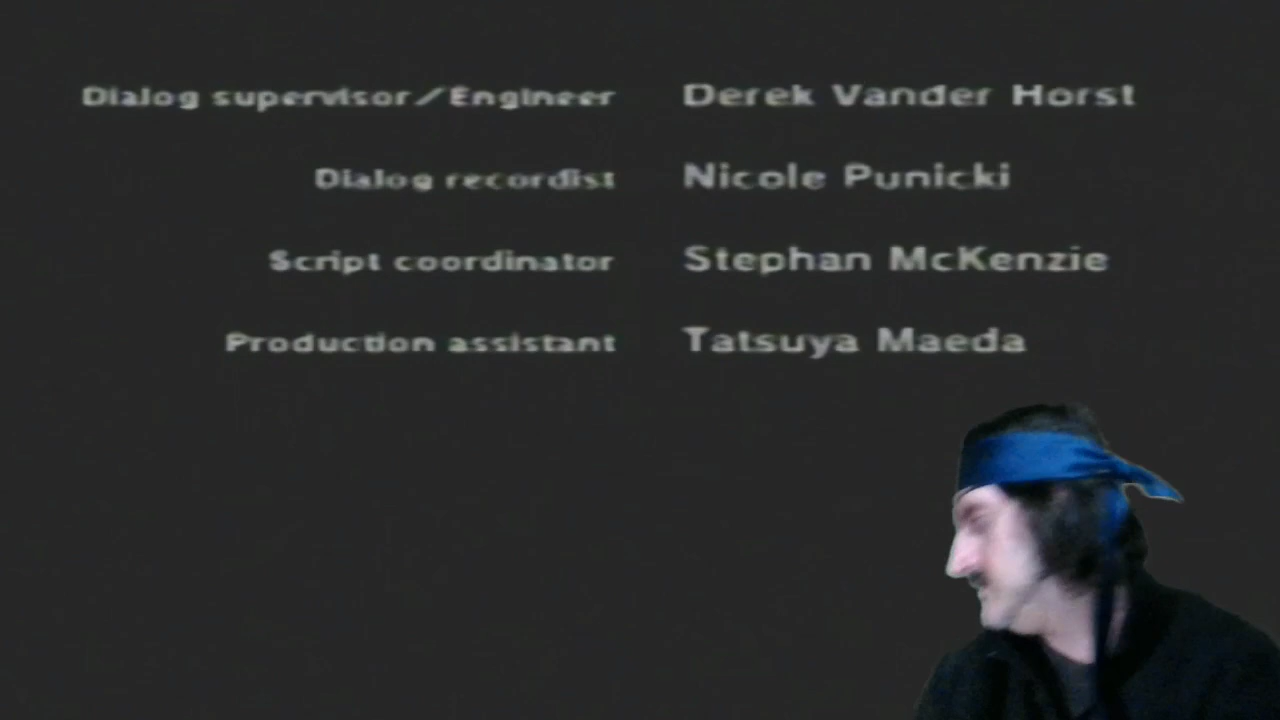 Dialog supervisor/Engineer Derek Vander Horst
Dialog recordist Nicole Punicki
Script coordinator Stephan McKenzie
Production assistant Tatsuya Maeda